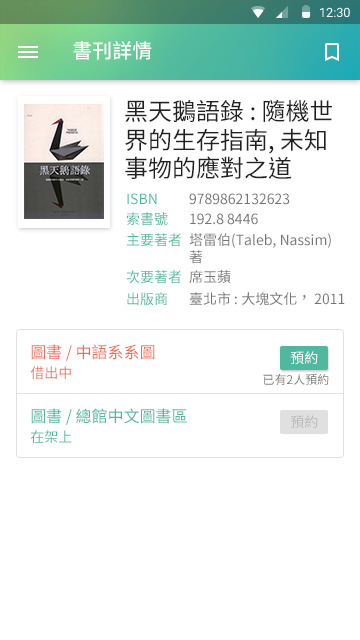 12:30
書刊詳情
黑天鵝語錄
黑天鵝語錄 : 隨機世
界的生存指南, 未知
事物的應對之道
ISBN 9789862132623
索書號 192.8 8446
主要著者 塔雷伯(Taleb, Nassim)
著
次要著者 席玉蘋
出版商 臺北市 : 大塊文化， 2011
圖書 / 中語系系圖 預約
借出中 已有2人預約
圖書 / 總館中文圖書區 預約
在架上